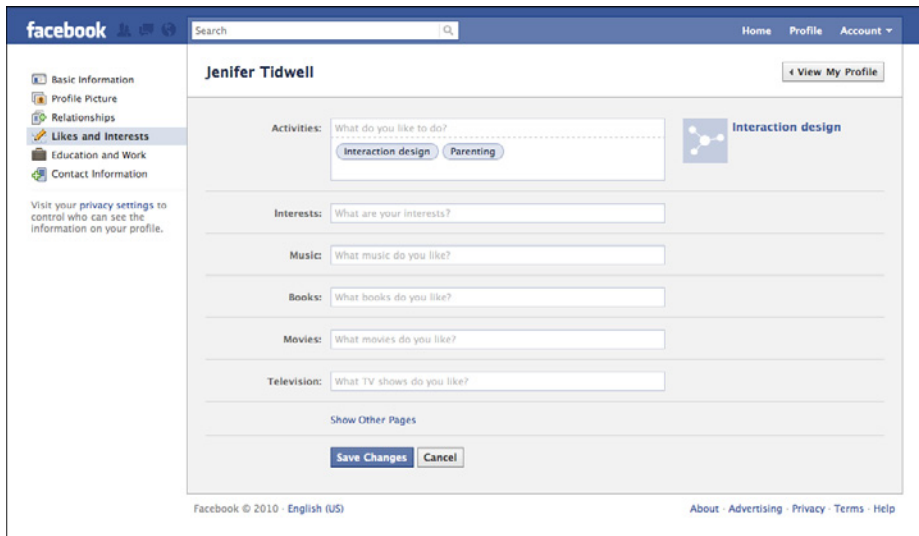 facebook
Search
Home Profile Account
Basic Information
Profile Picture
Relationships
Likes and Interests
Education and Work
Contact Information
Visit your privacy settings to
control who can see the
information on your profile.
Jenifer Tidwell
View My Profile
Activities: What do you like to do?
Interaction design Parenting
Interaction design
Interests: What are your interests?
Music: What music do you like?
Books: What books do you like?
Movies: What movies do you like?
Television: What TV shows do you like?
Show Other Pages
Save Changes Cancel
Facebook © 2010 · English (US)
About · Advertising · Privacy · Terms · Help